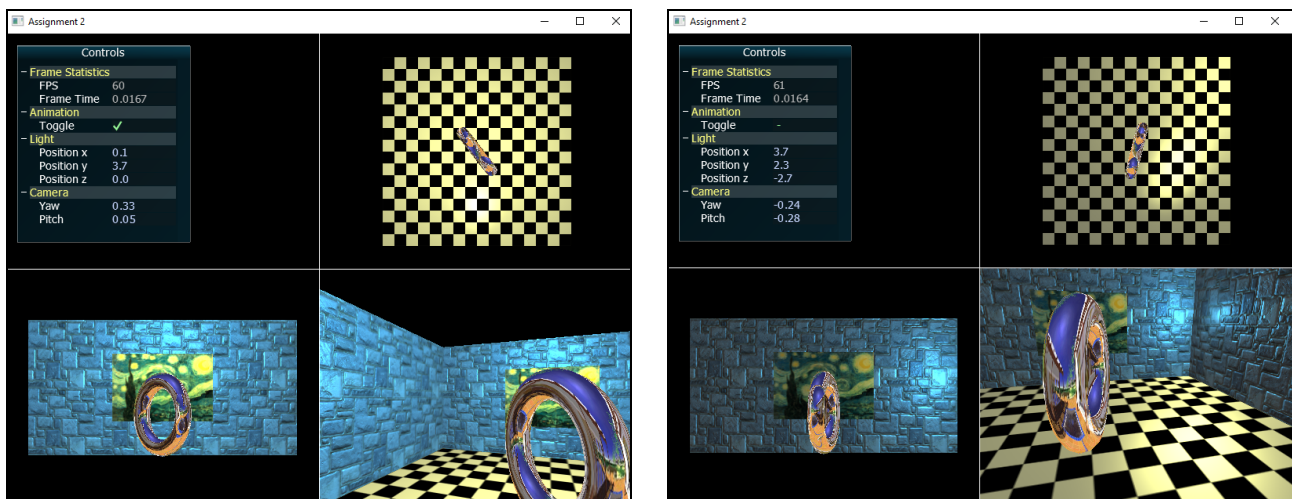 Assignment 2
Controls
− Frame Statistics
FPS 60
Frame Time 0.0167
− Animation
Toggle ✓
− Light
Position x 0.1
Position y 3.7
Position z 0.0
− Camera
Yaw 0.33
Pitch 0.05
Assignment 2
Controls
− Frame Statistics
FPS 61
Frame Time 0.0164
− Animation
Toggle -
− Light
Position x 3.7
Position y 2.3
Position z -2.7
− Camera
Yaw -0.24
Pitch -0.28